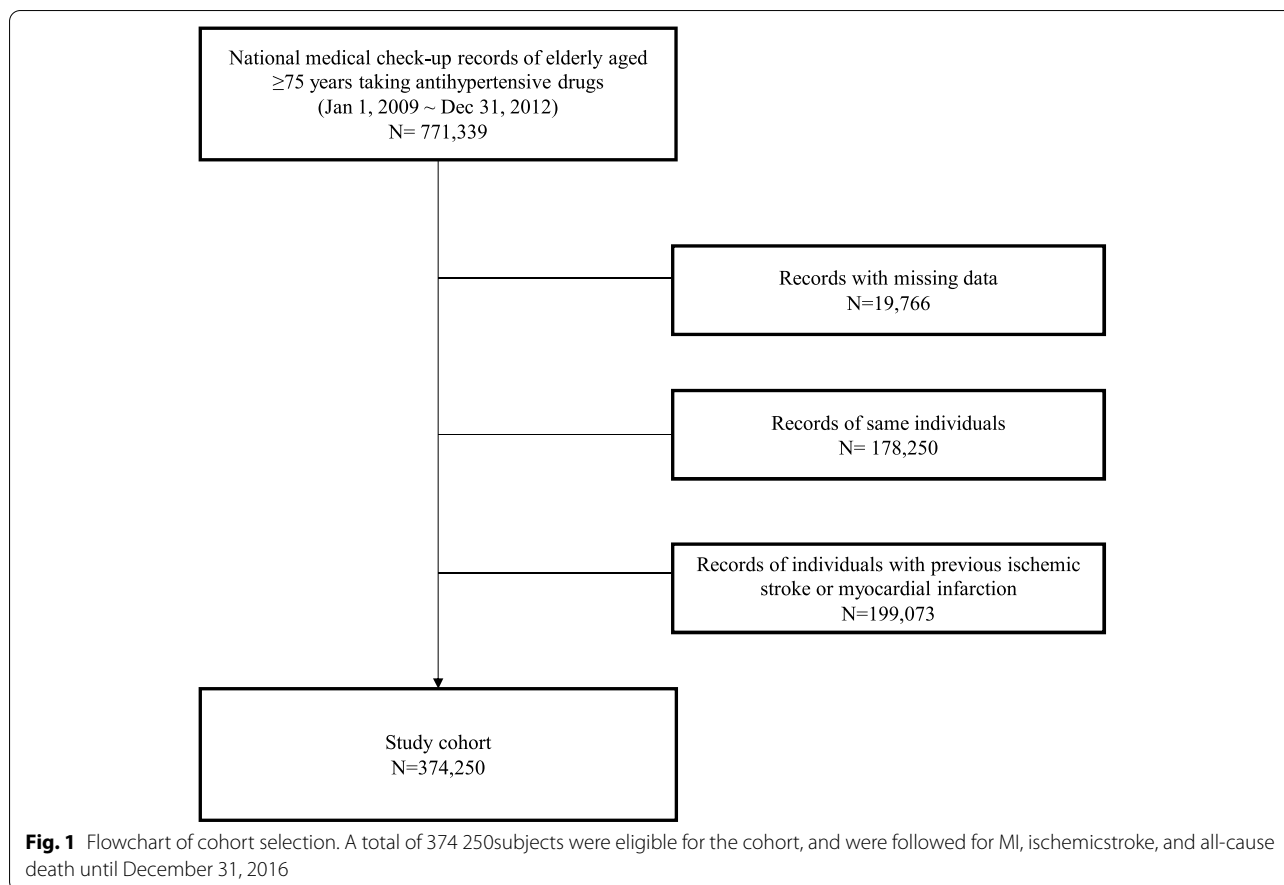 National medical check-up records of elderly aged
≥75 years taking antihypertensive drugs
(Jan 1, 2009 ~ Dec 31, 2012)
N= 771,339
Records with missing data
N=19,766
Records of same individuals
N= 178,250
Records of individuals with previous ischemic
stroke or myocardial infarction
N=199,073
Study cohort
N=374,250
Fig. 1 Flowchart of cohort selection. A total of 374 250subjects were eligible for the cohort, and were followed for MI, ischemicstroke, and all-cause
death until December 31, 2016